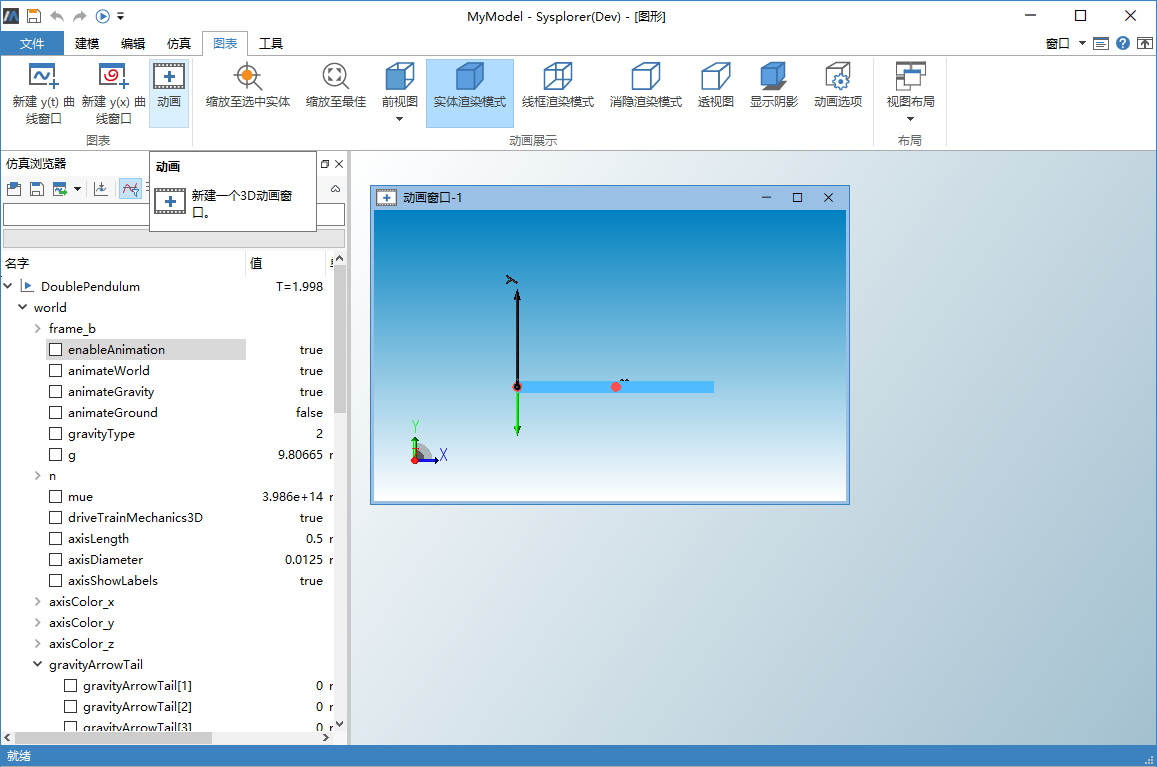 MyModel - Sysplorer(Dev) - [图形]
文件 建模 编辑 仿真 图表 工具 窗口
新建 y(t) 曲线窗口
新建 y(x) 曲线窗口
动画
缩放至选中实体
缩放至最佳
前视图
实体渲染模式
线框渲染模式
消隐渲染模式
透视图
显示阴影
动画选项
视图布局
图表 动画展示 布局
仿真浏览器
动画
新建一个3D动画窗口。
名字 值
DoublePendulum T=1.998
world
frame_b
enableAnimation true
animateWorld true
animateGravity true
animateGround false
gravityType 2
g 9.80665
n
mue 3.986e+14
driveTrainMechanics3D true
axisLength 0.5
axisDiameter 0.0125
axisShowLabels true
axisColor_x
axisColor_y
axisColor_z
gravityArrowTail
gravityArrowTail[1] 0
gravityArrowTail[2] 0
gravityArrowTail[3] 0
动画窗口-1
Y
X
就绪